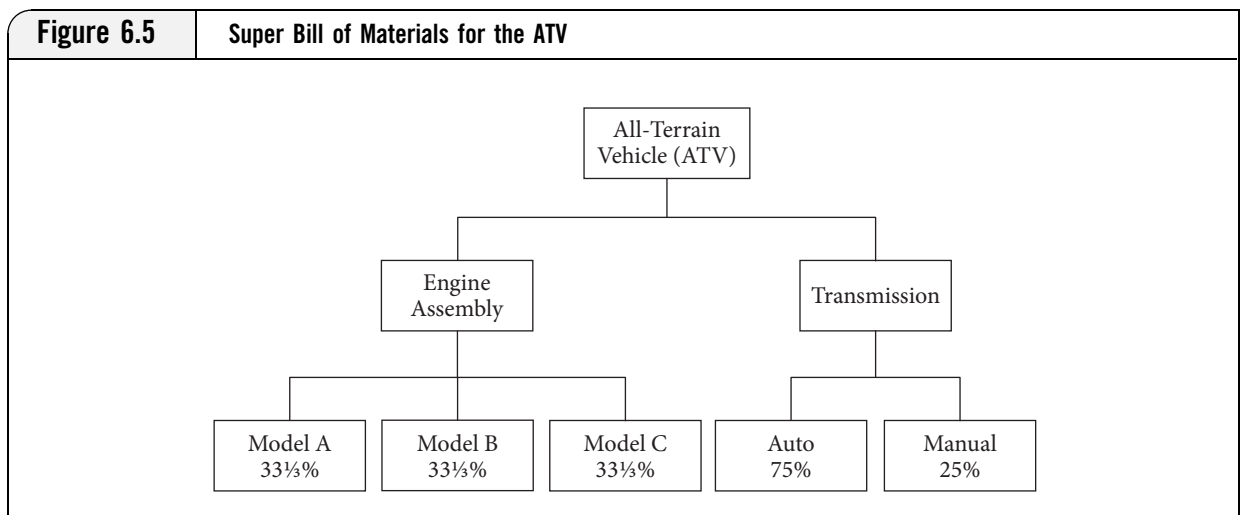 Figure 6.5
Super Bill of Materials for the ATV
All-Terrain
Vehicle (ATV)
Engine
Assembly
Transmission
Model A
33⅓%
Model B
33⅓%
Model C
33⅓%
Auto
75%
Manual
25%